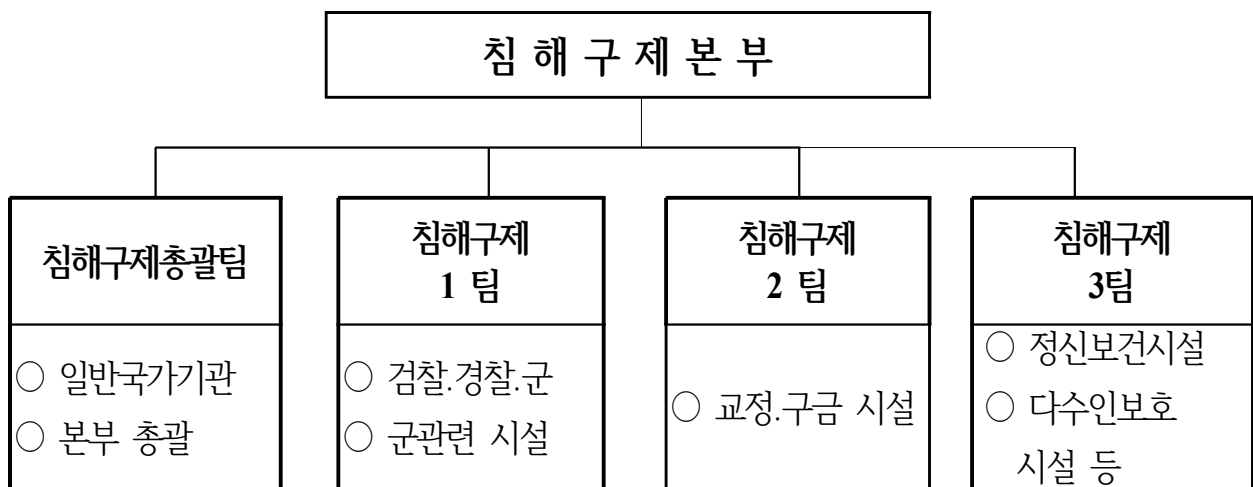 침 해 구 제 본 부
침해구제총괄팀
○ 일반국가기관
○ 본부 총괄
침해구제
1 팀
○ 검찰.경찰.군
○ 군관련 시설
침해구제
2 팀
○ 교정.구금 시설
침해구제
3팀
○ 정신보건시설
○ 다수인보호
시설 등